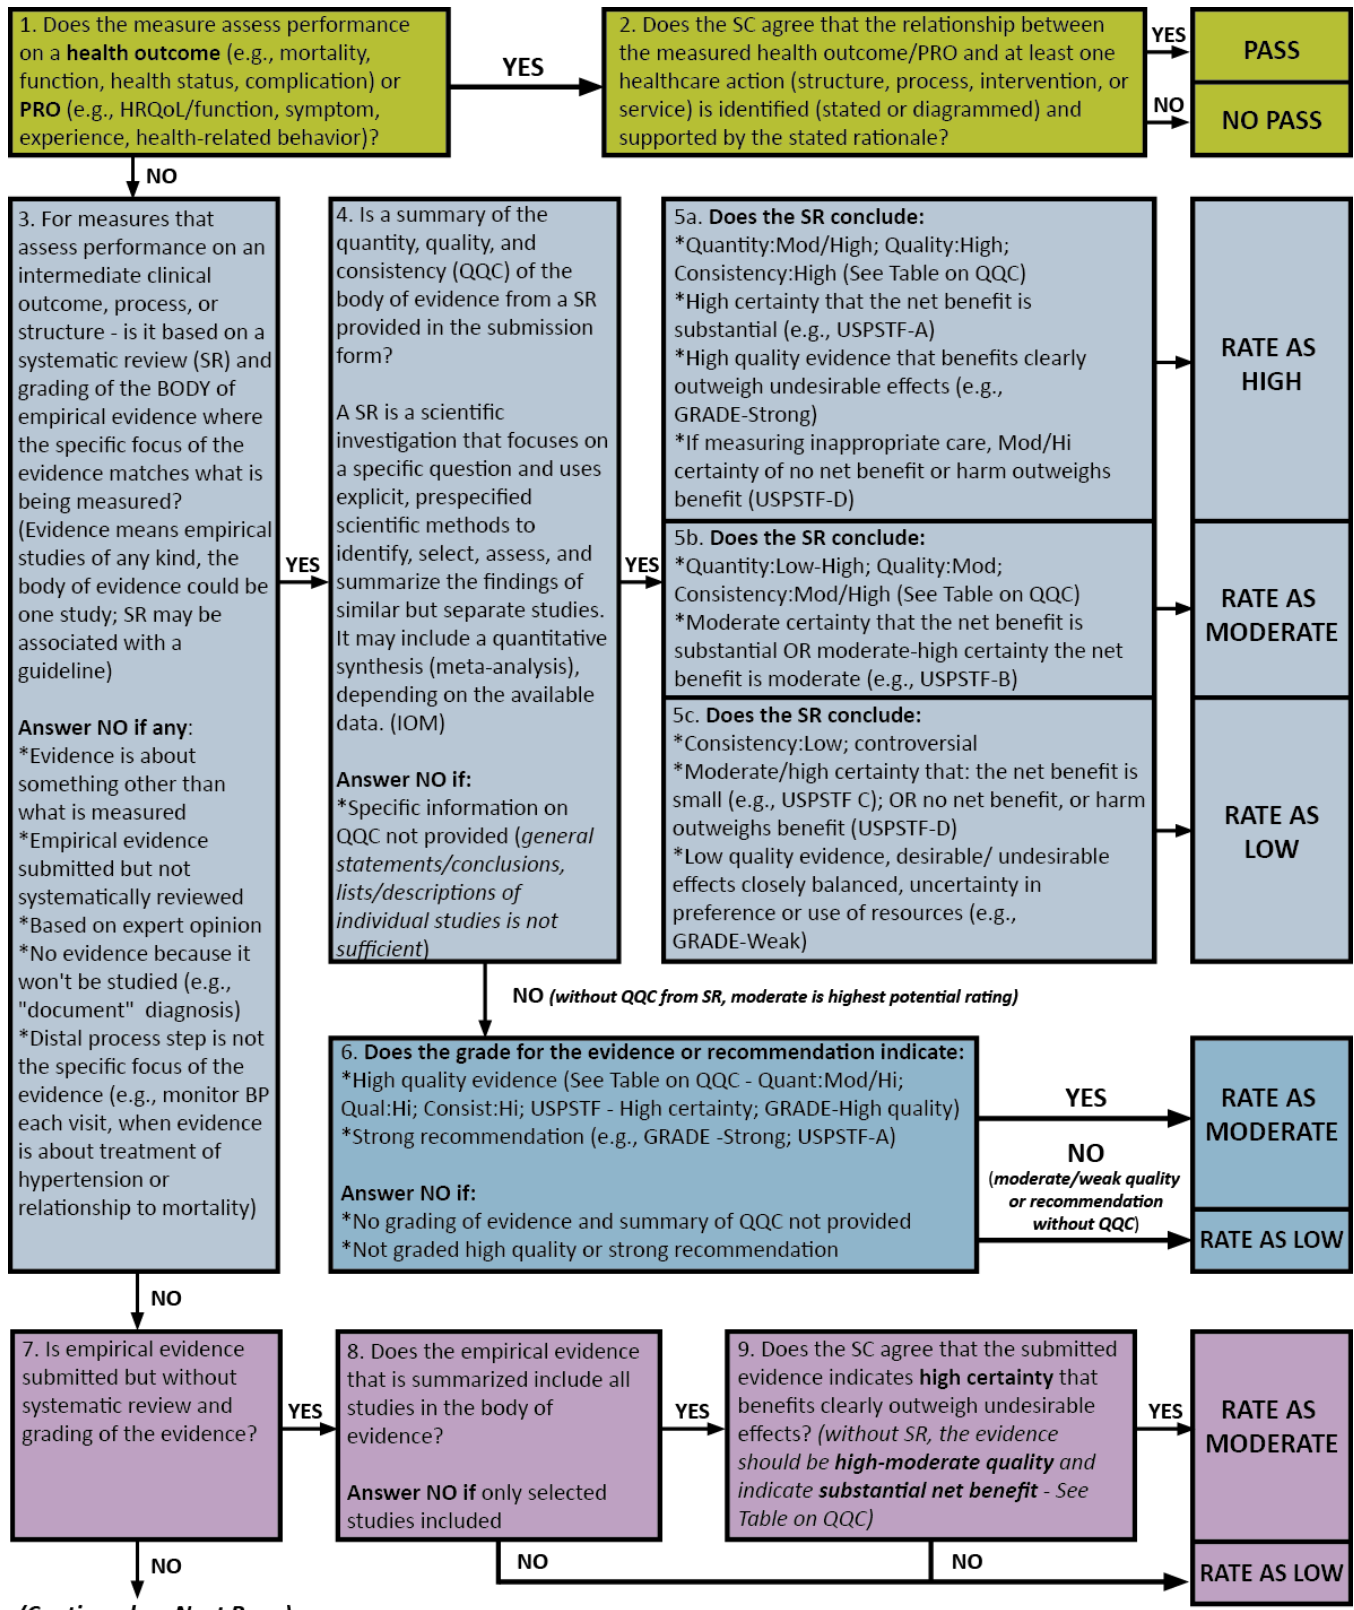 1. Does the measure assess performance
on a health outcome (e.g., mortality,
function, health status, complication) or
PRO (e.g., HRQoL/function, symptom,
experience, health-related behavior)?
YES
2. Does the SC agree that the relationship between
the measured health outcome/PRO and at least one
healthcare action (structure, process, intervention, or
service) is identified (stated or diagrammed) and
supported by the stated rationale?
YES
PASS
NO
NO PASS
NO
3. For measures that
assess performance on an
intermediate clinical
outcome, process, or
structure - is it based on a
systematic review (SR) and
grading of the BODY of
empirical evidence where
the specific focus of the
evidence matches what is
being measured?
(Evidence means empirical
studies of any kind, the
body of evidence could be
one study; SR may be
associated with a
guideline)
Answer NO if any:
*Evidence is about
something other than
what is measured
*Empirical evidence
submitted but not
systematically reviewed
*Based on expert opinion
*No evidence because it
won't be studied (e.g.,
"document" diagnosis)
*Distal process step is not
the specific focus of the
evidence (e.g., monitor BP
each visit, when evidence
is about treatment of
hypertension or
relationship to mortality)
YES
4. Is a summary of the
quantity, quality, and
consistency (QQC) of the
body of evidence from a SR
provided in the submission
form?
A SR is a scientific
investigation that focuses on
a specific question and uses
explicit, prespecified
scientific methods to
identify, select, assess, and
summarize the findings of
similar but separate studies.
It may include a quantitative
synthesis (meta-analysis),
depending on the available
data. (IOM)
Answer NO if:
*Specific information on
QQC not provided (general
statements/conclusions,
lists/descriptions of
individual studies is not
sufficient)
YES
5a. Does the SR conclude:
*Quantity:Mod/High; Quality:High;
Consistency:High (See Table on QQC)
*High certainty that the net benefit is
substantial (e.g., USPSTF-A)
*High quality evidence that benefits clearly
outweigh undesirable effects (e.g.,
GRADE-Strong)
*If measuring inappropriate care, Mod/Hi
certainty of no net benefit or harm outweighs
benefit (USPSTF-D)
RATE AS
HIGH
5b. Does the SR conclude:
*Quantity:Low-High; Quality:Mod;
Consistency:Mod/High (See Table on QQC)
*Moderate certainty that the net benefit is
substantial OR moderate-high certainty the net
benefit is moderate (e.g., USPSTF-B)
RATE AS
MODERATE
5c. Does the SR conclude:
*Consistency:Low; controversial
*Moderate/high certainty that: the net benefit is
small (e.g., USPSTF C); OR no net benefit, or harm
outweighs benefit (USPSTF-D)
*Low quality evidence, desirable/ undesirable
effects closely balanced, uncertainty in
preference or use of resources (e.g.,
GRADE-Weak)
RATE AS
LOW
NO (without QQC from SR, moderate is highest potential rating)
6. Does the grade for the evidence or recommendation indicate:
*High quality evidence (See Table on QQC - Quant:Mod/Hi;
Qual:Hi; Consist:Hi; USPSTF - High certainty; GRADE-High quality)
*Strong recommendation (e.g., GRADE -Strong; USPSTF-A)
Answer NO if:
*No grading of evidence and summary of QQC not provided
*Not graded high quality or strong recommendation
YES
RATE AS
MODERATE
NO
(moderate/weak quality
or recommendation
without QQC)
RATE AS LOW
NO
7. Is empirical evidence
submitted but without
systematic review and
grading of the evidence?
YES
8. Does the empirical evidence
that is summarized include all
studies in the body of
evidence?
Answer NO if only selected
studies included
YES
9. Does the SC agree that the submitted
evidence indicates high certainty that
benefits clearly outweigh undesirable
effects? (without SR, the evidence
should be high-moderate quality and
indicate substantial net benefit - See
Table on QQC)
YES
RATE AS
MODERATE
NO
NO
NO
RATE AS LOW